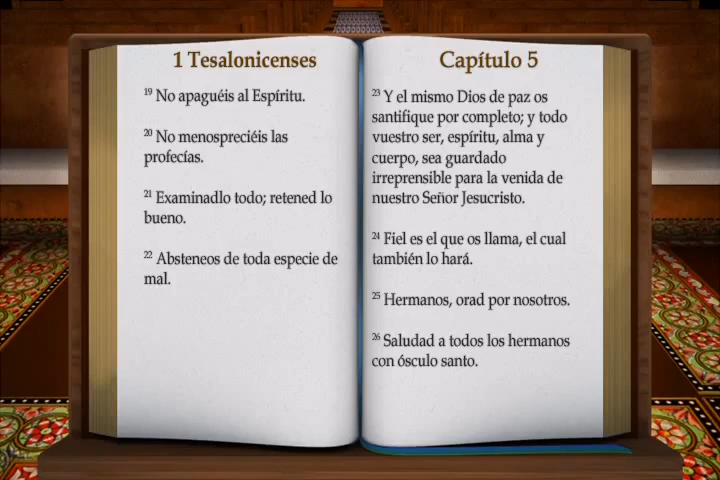 1 Tesalonicenses
19 No apaguéis al Espíritu.
20 No menospreciéis las
profecías.
21 Examinadlo todo; retened lo
bueno.
22 Absteneos de toda especie de
mal.
Capítulo 5
23 Y el mismo Dios de paz os
santifique por completo; y todo
vuestro ser, espíritu, alma y
cuerpo, sea guardado
irreprensible para la venida de
nuestro Señor Jesucristo.
24 Fiel es el que os llama, el cual
también lo hará.
25 Hermanos, orad por nosotros.
26 Saludad a todos los hermanos
con ósculo santo.